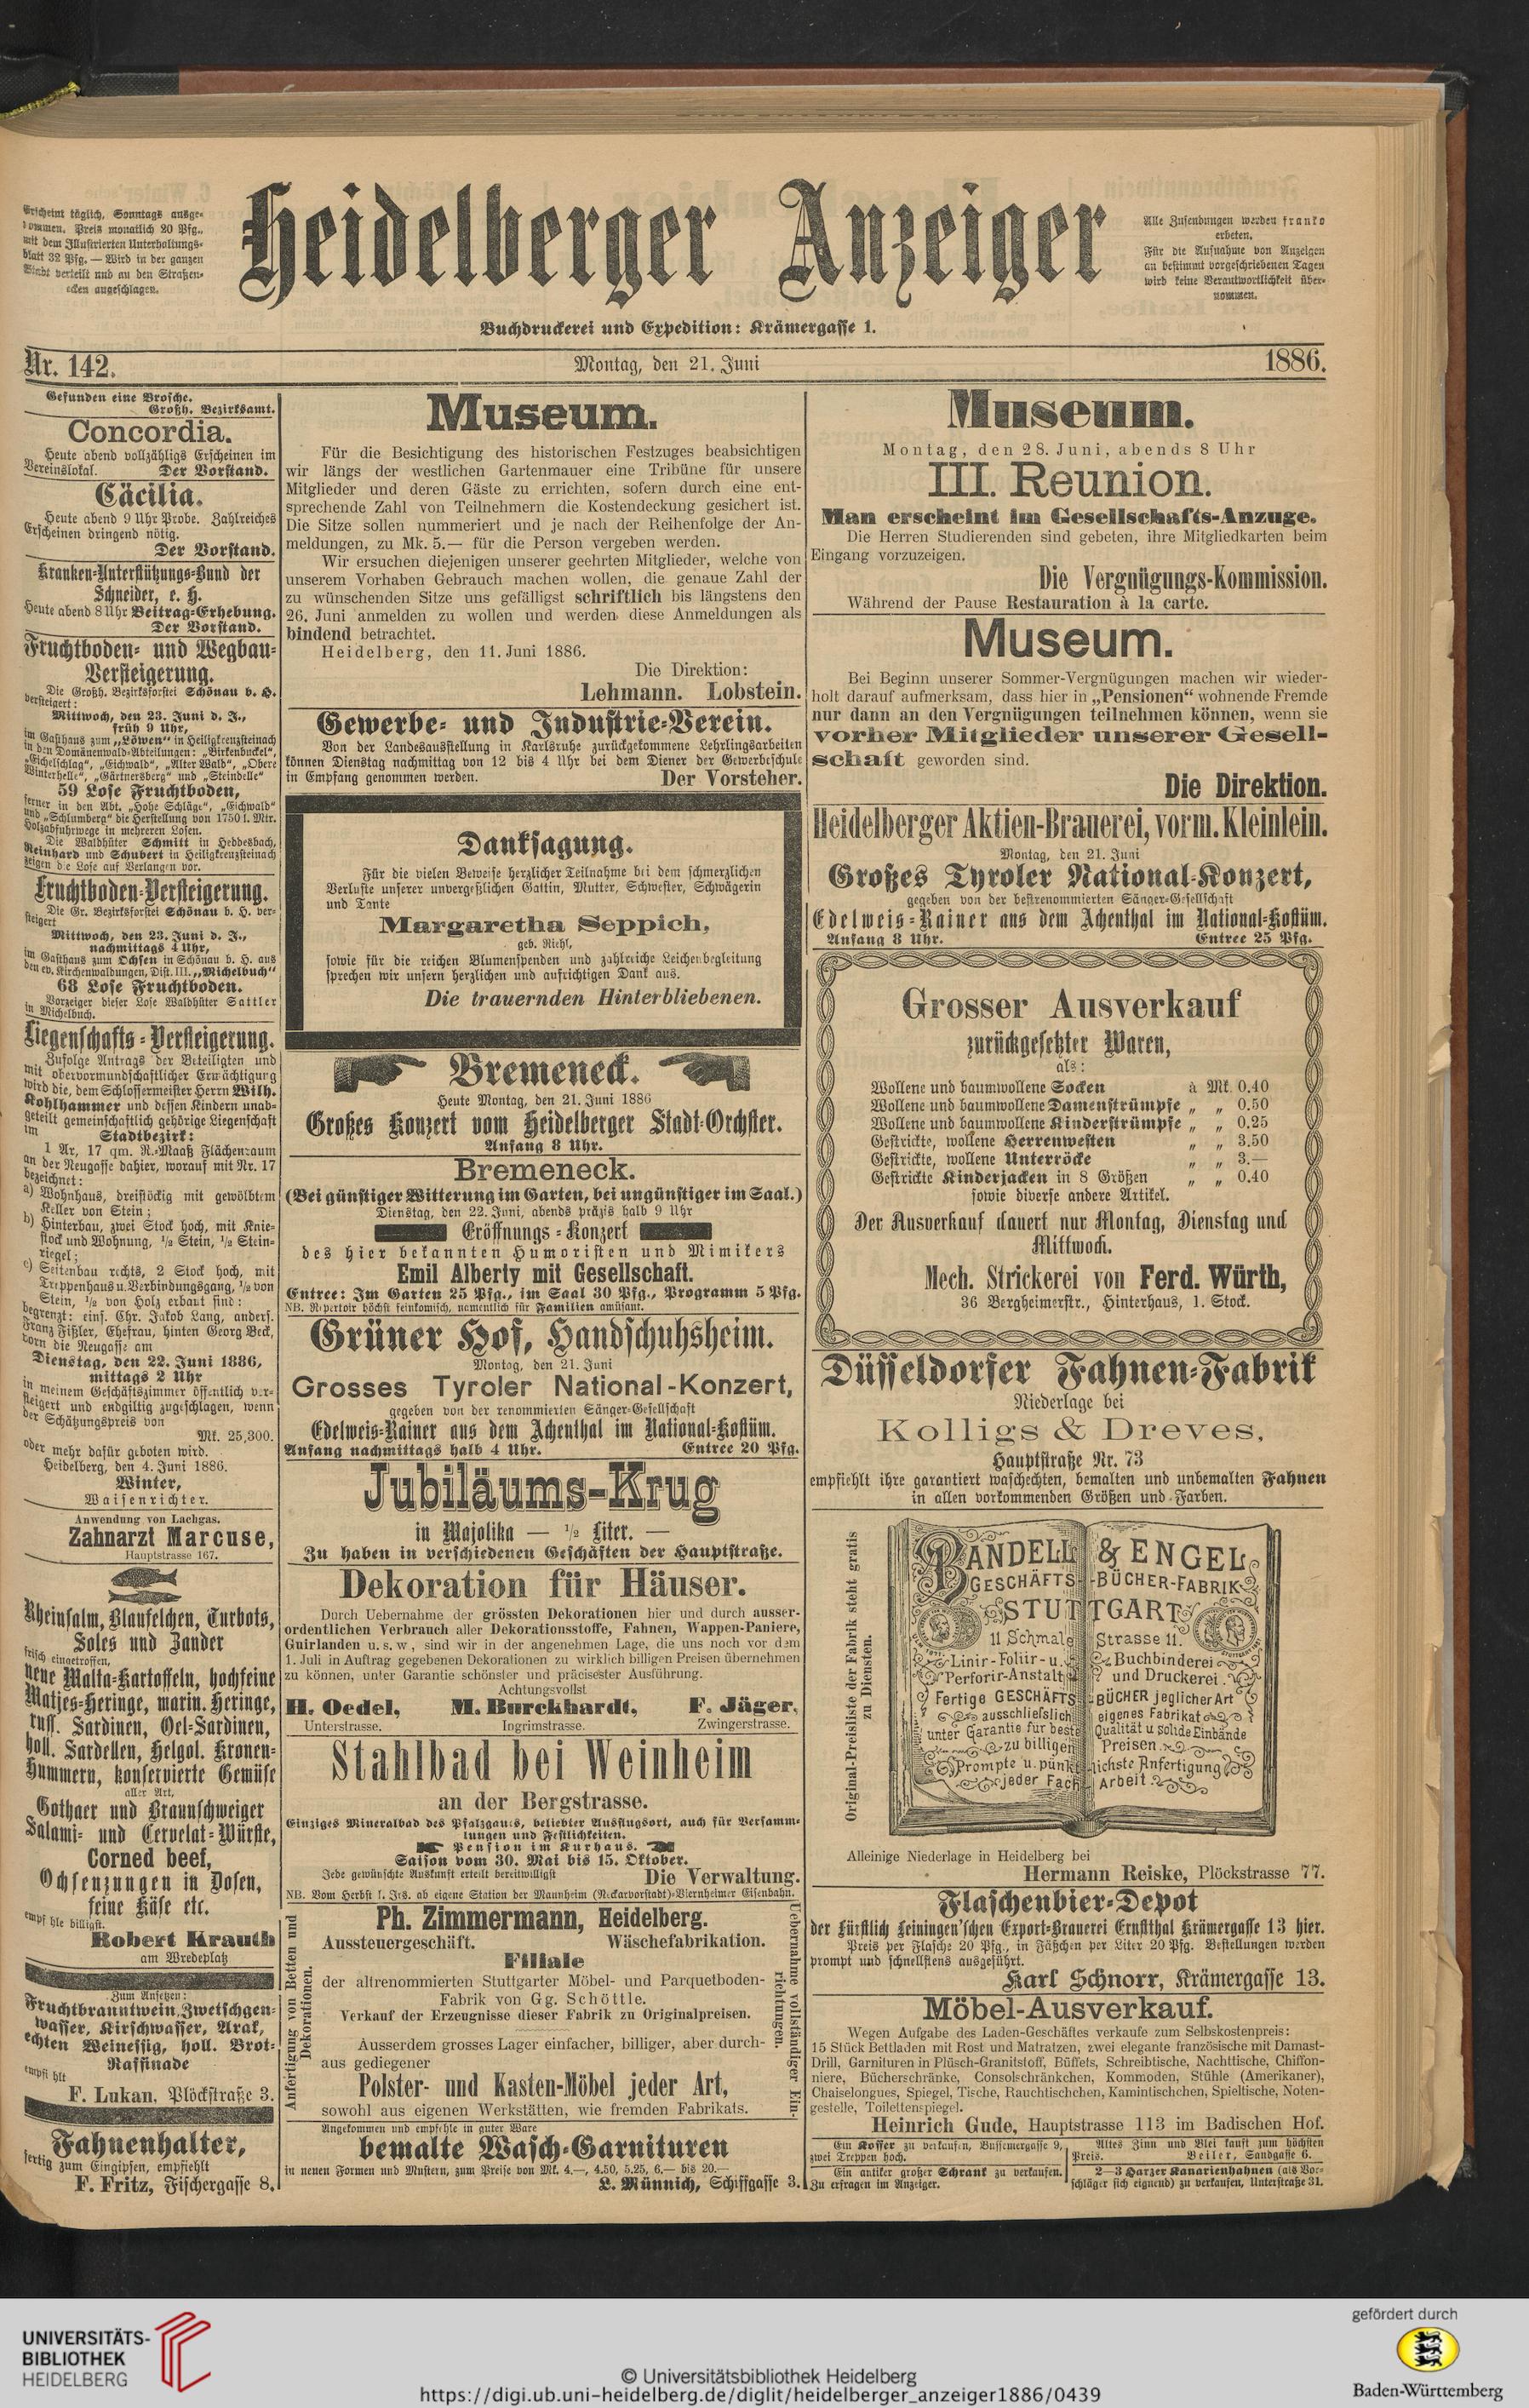 Erscheint täglich, Sonntags ausge-
nommen. Preis monatlich 20 Pfg.,
mit dem Illustrierten Unterhaltungs-
blatt 32 Pfg. — Wird in der ganzen
Stadt verteilt und an den Straßen-
ecken angeschlagen.
Heidelberger Anzeiger
Alle Zusendungen werden franko
erbeten.
Für die Aufnahme von Anzeigen
an bestimmt vorgeschriebenen Tagen
wird keine Verantwortlichkeit über-
nommen.
Buchdruckerei und Expedition: Krämergasse 1.
Nr. 142.
Montag, den 21. Juni
1886.
Gefunden eine Brosche.
Großh. Bezirksamt.
Concordia.
Heute abend vollzähligs Erscheinen im
Vereinslokal. Der Vorstand.
Cäcilia.
Heute abend 9 Uhr Probe. Zahlreiches
Erscheinen dringend nötig.
Der Vorstand.
Kranken-Unterstützungs-Bund der
Schneider, e. H.
Heute abend 8 Uhr Beitrag-Erhebung.
Der Vorstand.
Fruchtboden- und Wegbau-
Versteigerung.
Die Großh. Bezirksforstei Schönau b. H.
versteigert:
Mittwoch, den 23. Juni d. J.,
früh 9 Uhr,
im Gasthaus zum „Löwen“ in Heiligkreuzsteinach
in den Domänenwald-Abteilungen: „Birkenbuckel“,
„Eichelschlag“, „Eichwald“, „Alter Wald“, „Obere
Winterhelle“, „Gärtnersberg“ und „Steindelle“
59 Lose Fruchtboden,
ferner in den Abt. „Hohe Schläge“, „Eichwald“
und „Schlumberg“ die Herstellung von 1750 l. Mtr.
Holzabfuhrwege in mehreren Losen.
Die Waldhüter Schmitt in Heddesbach,
Reinhard und Schubert in Heiligkreuzsteinach
zeigen die Lose auf Verlangen vor.
Fruchtboden-Versteigerung.
Die Gr. Bezirksforstei Schönau b. H. ver-
steigert
Mittwoch, den 23. Juni d. J.,
nachmittags 4 Uhr,
im Gasthaus zum Ochsen in Schönau b. H. aus
den ev. Kirchenwaldungen, Dist. III. „Michelbuch“
68 Lose Fruchtboden.
Vorzeiger dieser Lose Waldhüter Sattler
in Michelbuch.
Liegenschafts-Versteigerung.
Zufolge Antrags der Beteiligten und
mit obervormundschaftlicher Ermächtigung
wird die, dem Schlossermeister Herrn Wilh.
Kohlhammer und dessen Kindern unab-
geteilt gemeinschaftlich gehörige Liegenschaft
im
Stadtbezirk:
1 Ar, 17 qm. N.-Maaß Flächenraum
an der Neugasse dahier, worauf mit Nr. 17
bezeichnet:
a) Wohnhaus, dreistöckig mit gewölbtem
Keller von Stein;
b) Hinterbau, zwei Stock hoch, mit Knie-
stock und Wohnung, 1/2 Stein, 1/2 Stein-
riegel;
c) Seitenbau rechts, 2 Stock hoch, mit
Treppenhaus u. Verbindungsgang, 1/2 von
Stein, 1/2 von Holz erbaut sind:
begrenzt: eins. Chr. Jakob Lang, anders.
Franz Fißler, Ehefrau, hinten Georg Beck,
vorn die Neugasse am
Dienstag, den 22. Juni 1886,
mittags 2 Uhr
in meinem Geschäftszimmer öffentlich ver-
steigert und endgiltig zugeschlagen, wenn
der Schätzungspreis von
Mk. 25,300.
oder mehr dafür geboten wird.
Heidelberg, den 4. Juni 1886.
Winter,
Waisenrichter.
Anwendung von Lachgas.
Zahnarzt Marcuse,
Hauptstrasse 167.
Rheinsalm, Blaufelchen, Turbots,
Soles und Zander
frisch eingetroffen,
neue Malta-Kartoffeln, hochfeine
Matjes-Heringe, marin. Heringe,
russ. Sardinen, Oel-Sardinen,
holl. Sardellen, Helgol. Kronen-
Hummern, konservierte Gemüse
aller Art,
Gothaer und Braunschweiger
Salami- und Cervelat-Würste,
Corned beef,
Ochsenzungen in Dosen,
feine Käse etc.
empfehle billigst.
Robert Krauth
am Wredeplatz
Zum Ansetzen:
Fruchtbranntwein, Zwetschgen-
wasser, Kirschwasser, Arak,
echten Weinessig, holl. Brot-
Raffinade
empfiehlt
F. Lukan, Plöckstraße 3.
Fahnenhalter,
fertig zum Eingipsen, empfiehlt
F. Fritz, Fischergasse 8.
Museum.
Für die Besichtigung des historischen Festzuges beabsichtigen
wir längs der westlichen Gartenmauer eine Tribüne für unsere
Mitglieder und deren Gäste zu errichten, sofern durch eine ent-
sprechende Zahl von Teilnehmern die Kostendeckung gesichert ist.
Die Sitze sollen nummeriert und je nach der Reihenfolge der An-
meldungen, zu Mk. 5.— für die Person vergeben werden.
Wir ersuchen diejenigen unserer geehrten Mitglieder, welche von
unserem Vorhaben Gebrauch machen wollen, die genaue Zahl der
zu wünschenden Sitze uns gefälligst schriftlich bis längstens den
26. Juni anmelden zu wollen und werden diese Anmeldungen als
bindend betrachtet.
Heidelberg, den 11. Juni 1886.
Die Direktion:
Lehmann. Lobstein.
Gewerbe- und Industrie-Verein.
Von der Landesausstellung in Karlsruhe zurückgekommene Lehrlingsarbeiten
können Dienstag nachmittag von 12 bis 4 Uhr bei dem Diener der Gewerbeschule
in Empfang genommen werden. Der Vorsteher.
Danksagung.
Für die vielen Beweise herzlicher Teilnahme bei dem schmerzlichen
Verluste unserer unvergeßlichen Gattin, Mutter, Schwester, Schwägerin
und Tante
Margaretha Seppich,
geb. Riehl,
sowie für die reichen Blumenspenden und zahlreiche Leichenbegleitung
sprechen wir unsern herzlichen und aufrichtigen Dank aus.
Die trauernden Hinterbliebenen.
Bremeneck.
Heute Montag, den 21. Juni 1886
Großes Konzert vom Heidelberger Stadt-Orchster.
Anfang 8 Uhr.
Bremeneck.
(Bei günstiger Witterung im Garten, bei ungünstiger im Saal.)
Dienstag, den 22. Juni, abends präzis halb 9 Uhr
Eröffnungs-Konzert
des hier bekannten Humoristen und Mimikers
Emil Alberty mit Gesellschaft.
Entree: Im Garten 25 Pfg., im Saal 30 Pfg., Programm 5 Pfg.
NB. Repertoir höchst feinkomisch, namentlich für Familien amüsant.
Grüner Hof, Handschuhsheim.
Montag, den 21. Juni
Grosses Tyroler National-Konzert,
gegeben von der renommierten Sänger-Gesellschaft
Edelweis-Rainer aus dem Achenthal im National-Kostüm.
Anfang nachmittags halb 4 Uhr. Entree 20 Pfg.
Jubiläums-Krug
in Majolika — 1/2 Liter. —
Zu haben in verschiedenen Geschäften der Hauptstraße.
Dekoration für Häuser.
Durch Uebernahme der grössten Dekorationen hier und durch ausser-
ordentlichen Verbrauch aller Dekorationsstoffe, Fahnen, Wappen-Paniere,
Guirlanden u. s. w., sind wir in der angenehmen Lage, die uns noch vor dem
1. Juli in Auftrag gegebenen Dekorationen zu wirklich billigen Preisen übernehmen
zu können, unter Garantie schönster und präcisester Ausführung.
Achtungsvollst
H. Oedel, M. Burckhardt, F. Jäger,
Unterstrasse. Ingrimstrasse. Zwingerstrasse.
Stahlbad bei Weinheim
an der Bergstrasse.
Einziges Mineralbad des Pfalzgaues, beliebter Ausflugsort, auch für Versamm-
lungen und Festlichkeiten.
Pension im Kurhaus.
Saison vom 30. Mai bis 15. Oktober.
Jede gewünschte Auskunft erteilt bereitwilligst Die Verwaltung.
NB. Vom Herbst l. Jrs. ab eigene Station der Mannheim (Neckarvorstadt)-Viernheimer Eisenbahn.
Anfertigung von Betten und
Dekorationen.
Ph. Zimmermann, Heidelberg.
Aussteuergeschäft. Wäschefabrikation.
Filiale
der altrenommierten Stuttgarter Möbel- und Parquetboden-
Fabrik von Gg. Schöttle.
Verkauf der Erzeugnisse dieser Fabrik zu Originalpreisen.
Ausserdem grosses Lager einfacher, billiger, aber durch-
aus gediegener
Polster- und Kasten-Möbel jeder Art,
sowohl aus eigenen Werkstätten, wie fremden Fabrikats.
Uebernahme vollständiger Ein-
richtungen.
Angekommen und empfehle in guter Ware
bemalte Wasch-Garnituren
in neuen Formen und Mustern, zum Preise von Mk. 4.—, 4.50, 5.25, 6.— bis 20.—
L. Münnich, Schiffgasse 3.
Museum.
Montag, den 28. Juni, abends 8 Uhr
III. Reunion.
Man erscheint im Gesellschafts-Anzuge.
Die Herren Studierenden sind gebeten, ihre Mitgliedkarten beim
Eingang vorzuzeigen.
Die Vergnügungs-Kommission.
Während der Pause Restauration à la carte.
Museum.
Bei Beginn unserer Sommer-Vergnügungen machen wir wieder-
holt darauf aufmerksam, dass hier in „Pensionen“ wohnende Fremde
nur dann an den Vergnügungen teilnehmen können, wenn sie
vorher Mitglieder unserer Gesell-
schaft geworden sind.
Die Direktion.
Heidelberger Aktien-Brauerei, vorm. Kleinlein.
Montag, den 21. Juni
Großes Tyroler National-Konzert,
gegeben von der bestrenommierten Sänger-Gesellschaft
Edelweis-Rainer aus dem Achenthal im National-Kostüm.
Anfang 8 Uhr. Entree 25 Pfg.
Grosser Ausverkauf
zurückgesetzter Waren,
als:
Wollene und baumwollene Socken à Mk. 0.40
Wollene und baumwollene Damenstrümpfe „ „ 0.50
Wollene und baumwollene Kinderstrümpfe „ „ 0.25
Gestrickte, wollene Herrenwesten „ „ 3.50
Gestrickte, wollene Unterröcke „ „ 3.—
Gestrickte Kinderjacken in 8 Größen „ „ 0.40
sowie diverse andere Artikel.
Der Ausverkauf dauert nur Montag, Dienstag und
Mittwoch.
Mech. Strickerei von Ferd. Würth,
36 Bergheimerstr., Hinterhaus, 1. Stock.
Düsseldorfer Fahnen-Fabrik
Niederlage bei
Kolligs & Dreves,
Hauptstraße Nr. 73
empfiehlt ihre garantiert waschechten, bemalten und unbemalten Fahnen
in allen vorkommenden Größen und Farben.
Original-Preisliste der Fabrik steht gratis
zu Diensten.
BANDELL & ENGEL
GESCHÄFTS-BÜCHER-FABRIK
STUTTGART
11 Schmale Strasse 11.
Linir-Foliir-u. Buchbinderei
Perforir-Anstalt und Druckerei.
Fertige GESCHÄFTSBÜCHER jeglicher Art
ausschliefslich eigenes Fabrikat
unter Garantie für beste Qualität u. solide Einbände
zu billigen Preisen.
Prompte u. pünktlichste Anfertigung
jeder Fach Arbeit.
Alleinige Niederlage in Heidelberg bei
Hermann Reiske, Plöckstrasse 77.
Flaschenbier-Depot
der Fürstlich Leiningen'schen Export-Brauerei Ernstthal Krämergasse 13 hier.
Preis per Flasche 20 Pfg., in Fäßchen per Liter 20 Pfg. Bestellungen werden
prompt und schnellstens ausgeführt.
Karl Schnorr, Krämergasse 13.
Möbel-Ausverkauf.
Wegen Aufgabe des Laden-Geschäftes verkaufe zum Selbskostenpreis:
15 Stück Bettladen mit Rost und Matratzen, zwei elegante französische mit Damast-
Drill, Garnituren in Plüsch-Granitstoff, Büffets, Schreibtische, Nachttische, Chiffon-
niere, Bücherschränke, Consolschränkchen, Kommoden, Stühle (Amerikaner),
Chaiselongues, Spiegel, Tische, Rauchtischchen, Kamintischchen, Spieltische, Noten-
gestelle, Toilettenspiegel.
Heinrich Gude, Hauptstrasse 113 im Badischen Hof.
Ein Koffer zu verkaufen, Bussemergasse 9,
zwei Treppen hoch.
Ein antiker großer Schrank zu verkaufen.
Zu erfragen im Anzeiger.
Altes Zinn und Blei kauft zum höchsten
Preis. Beiler, Sandgasse 6.
2—3 Harzer Kanarienhahnen (als Vor-
schläger sich eignend) zu verkaufen, Unterstraße 31.
UNIVERSITÄTS-
BIBLIOTHEK
HEIDELBERG
© Universitätsbibliothek Heidelberg
https://digi.ub.uni-heidelberg.de/diglit/heidelberger_anzeiger1886/0439
gefördert durch
Baden-Württemberg